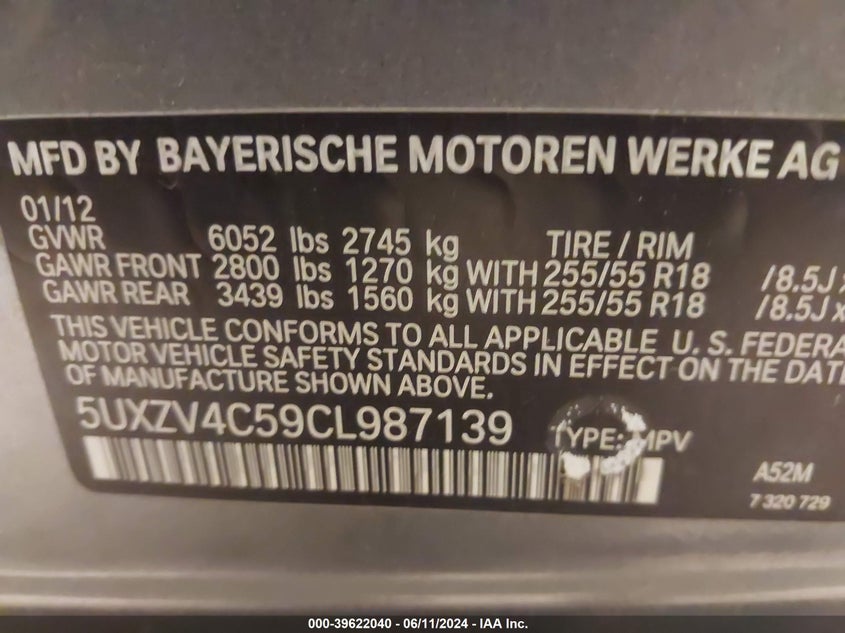 MFD BY BAYERISCHE MOTOREN WERKE AG
01/12
GVWR 6052 lbs 2745 kg TIRE / RIM
GAWR FRONT 2800 lbs 1270 kg WITH 255/55 R18 /8.5J x
GAWR REAR 3439 lbs 1560 kg WITH 255/55 R18 /8.5J x
THIS VEHICLE CONFORMS TO ALL APPLICABLE U. S. FEDERA
MOTOR VEHICLE SAFETY STANDARDS IN EFFECT ON THE DATE
OF MANUFACTURE SHOWN ABOVE.
5UXZV4C59CL987139 TYPE: MPV
A52M
7 320 729
000-39622040 - 06/11/2024 - IAA Inc.